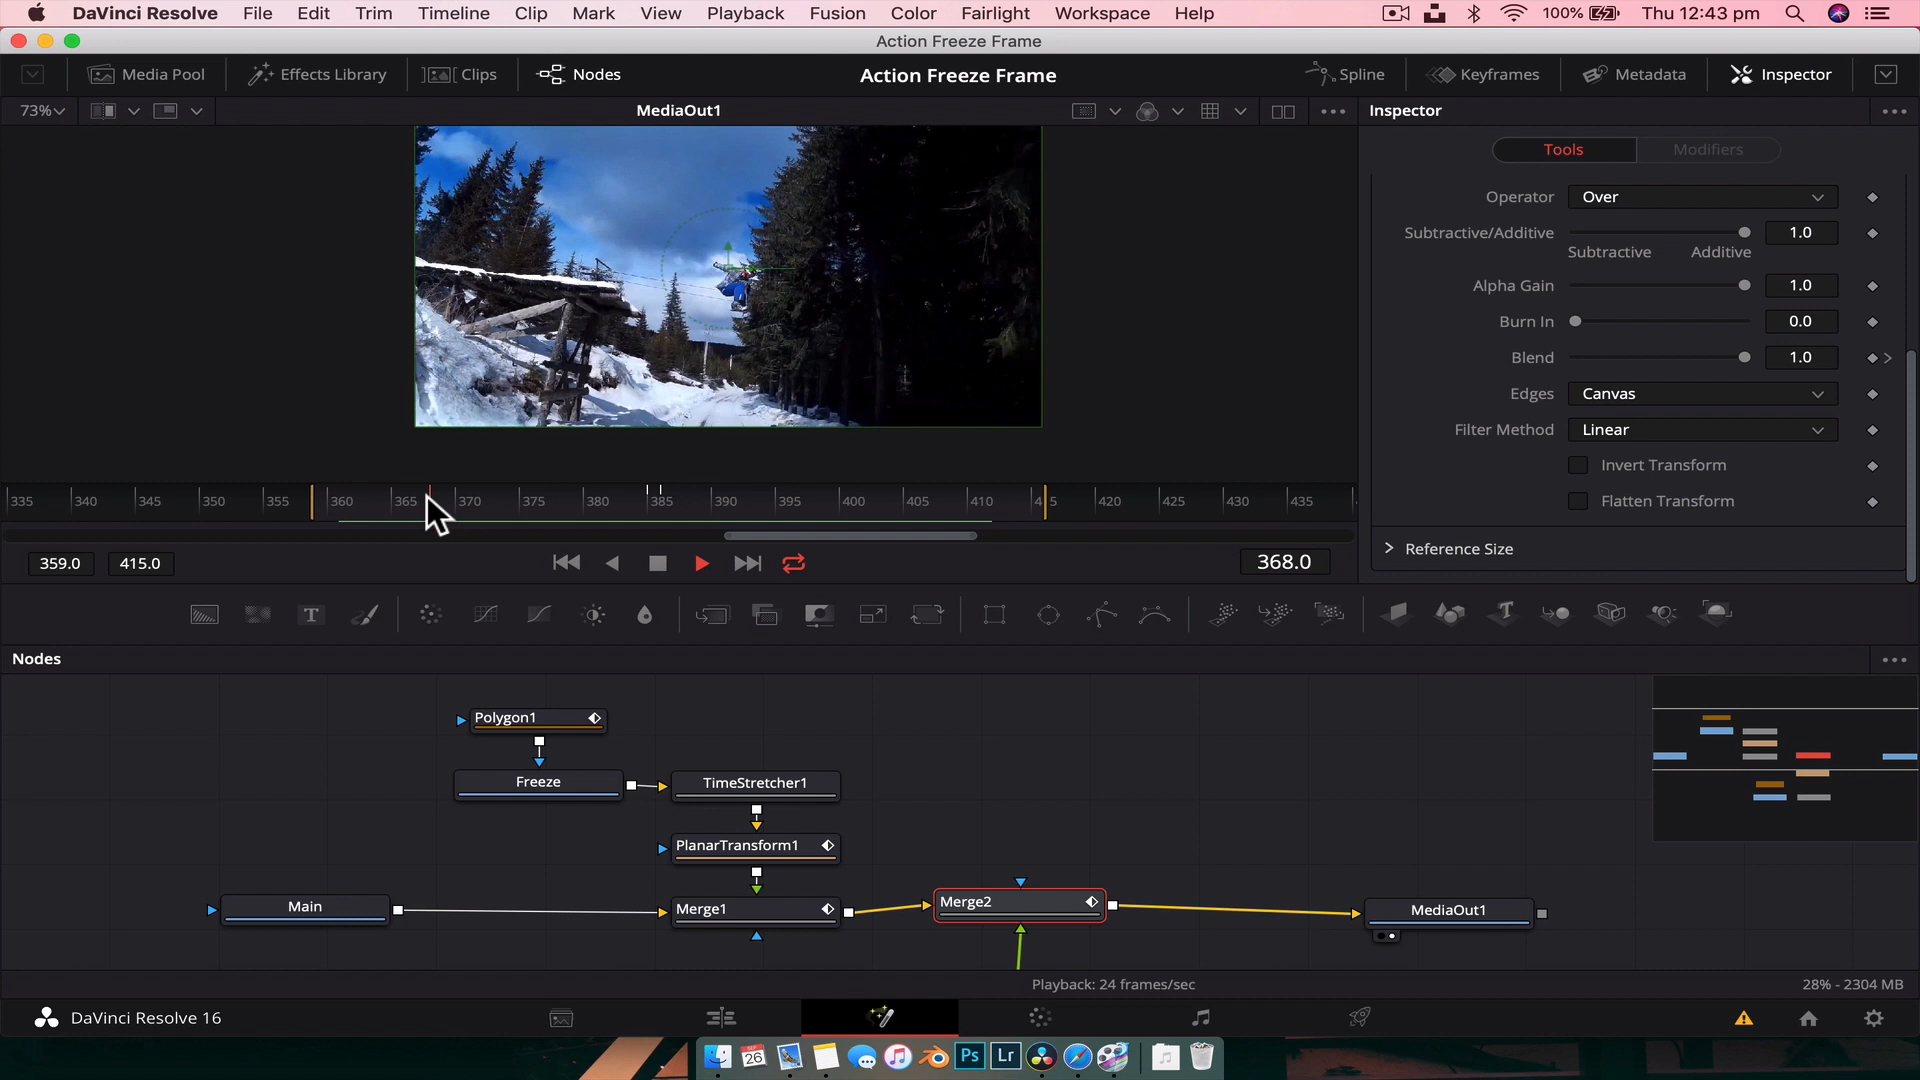 DaVinci Resolve File Edit Trim Timeline Clip Mark View Playback Fusion Color Fairlight Workspace Help 100% Thu 12:43 pm
Action Freeze Frame
Media Pool Effects Library Clips Nodes Action Freeze Frame Spline Keyframes Metadata Inspector
73% MediaOut1 Inspector
Tools Modifiers
Operator Over
Subtractive/Additive 1.0
Subtractive Additive
Alpha Gain 1.0
Burn In 0.0
Blend 1.0
Edges Canvas
Filter Method Linear
Invert Transform
Flatten Transform
Reference Size
335 340 345 350 355 360 365 370 375 380 385 390 395 400 405 410 415 420 425 430 435
359.0 415.0 368.0
T
Nodes
Polygon1
Freeze
TimeStretcher1
PlanarTransform1
Main
Merge1
Merge2
MediaOut1
Playback: 24 frames/sec 28% - 2304 MB
DaVinci Resolve 16
SEP 26 Ps Lr